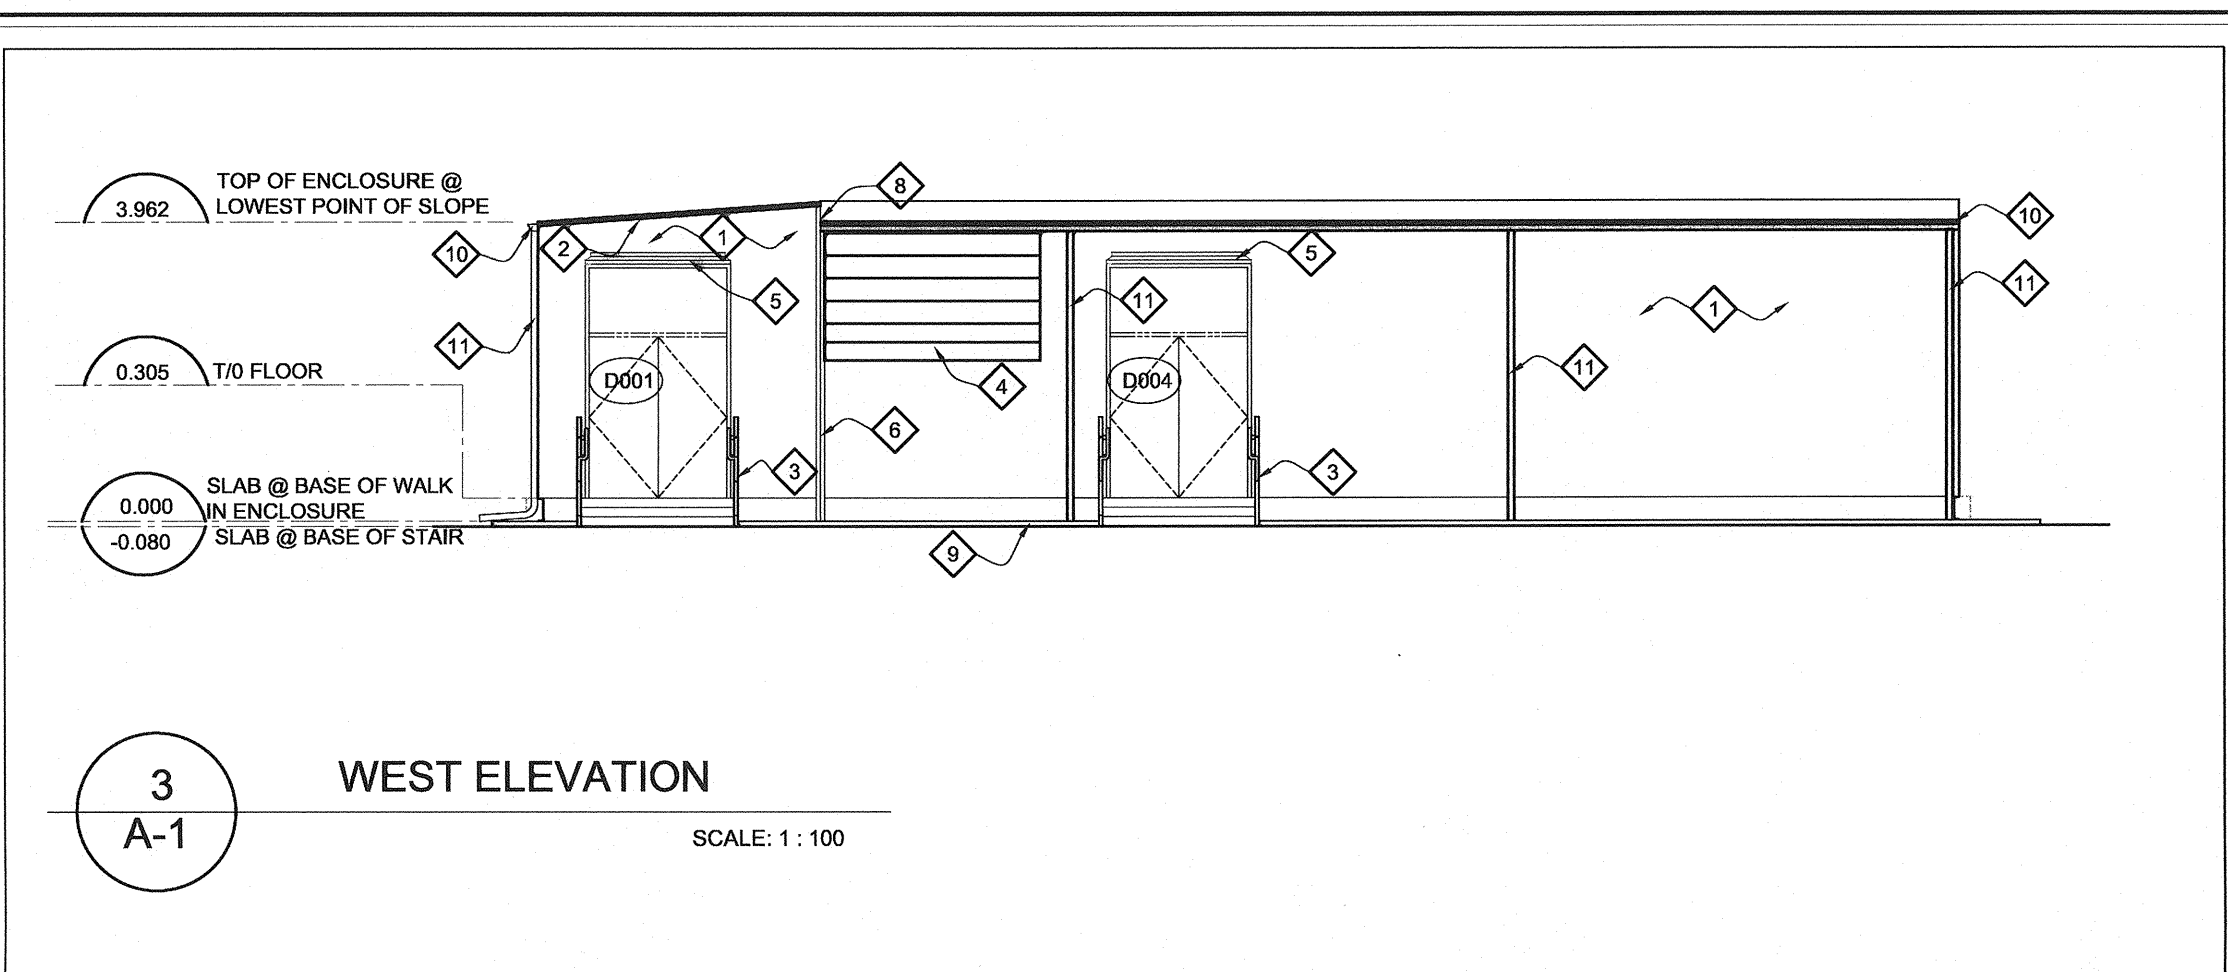 TOP OF ENCLOSURE @
3.962 LOWEST POINT OF SLOPE
8
10
10
2
1
5
5
11
11
11
1
0.305 T/0 FLOOR
11
11
D001
D004
4
6
3
3
SLAB @ BASE OF WALK
0.000 IN ENCLOSURE
-0.080 SLAB @ BASE OF STAIR
9
3
WEST ELEVATION
A-1
SCALE: 1 : 100